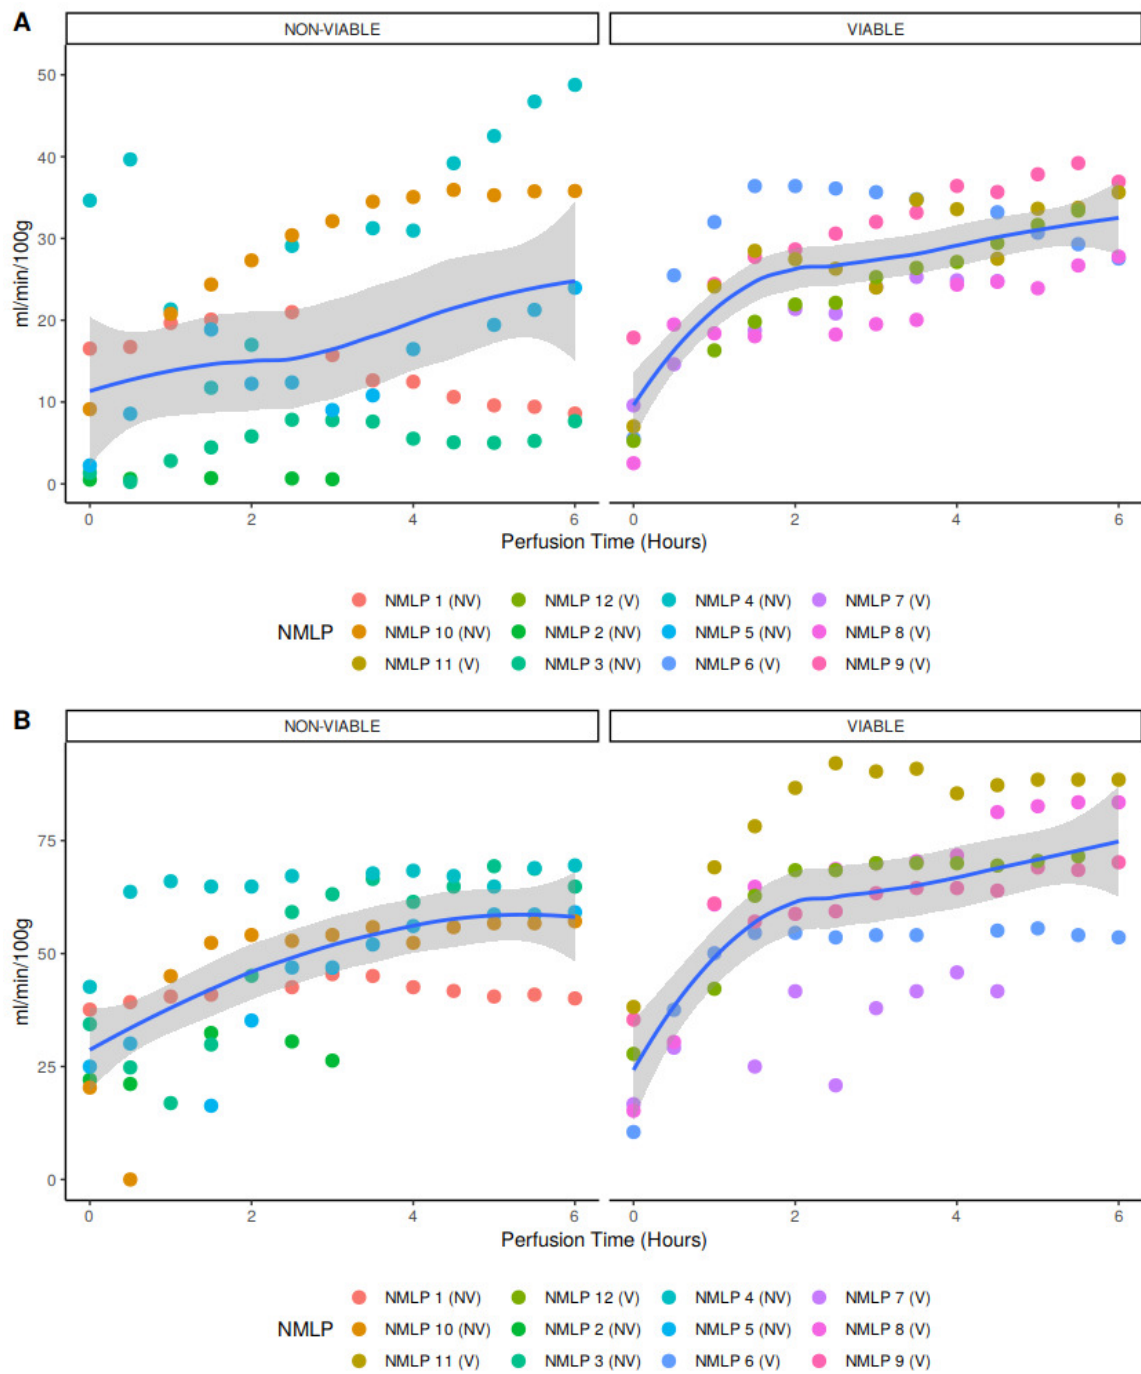 A
NON-VIABLE VIABLE
50
40
30
20
10
0
ml/min/100g
0 2 4 6 0 2 4 6
Perfusion Time (Hours)
NMLP
NMLP 1 (NV) NMLP 12 (V) NMLP 4 (NV) NMLP 7 (V)
NMLP 10 (NV) NMLP 2 (NV) NMLP 5 (NV) NMLP 8 (V)
NMLP 11 (V) NMLP 3 (NV) NMLP 6 (V) NMLP 9 (V)
B
NON-VIABLE VIABLE
75
50
25
0
ml/min/100g
0 2 4 6 0 2 4 6
Perfusion Time (Hours)
NMLP
NMLP 1 (NV) NMLP 12 (V) NMLP 4 (NV) NMLP 7 (V)
NMLP 10 (NV) NMLP 2 (NV) NMLP 5 (NV) NMLP 8 (V)
NMLP 11 (V) NMLP 3 (NV) NMLP 6 (V) NMLP 9 (V)